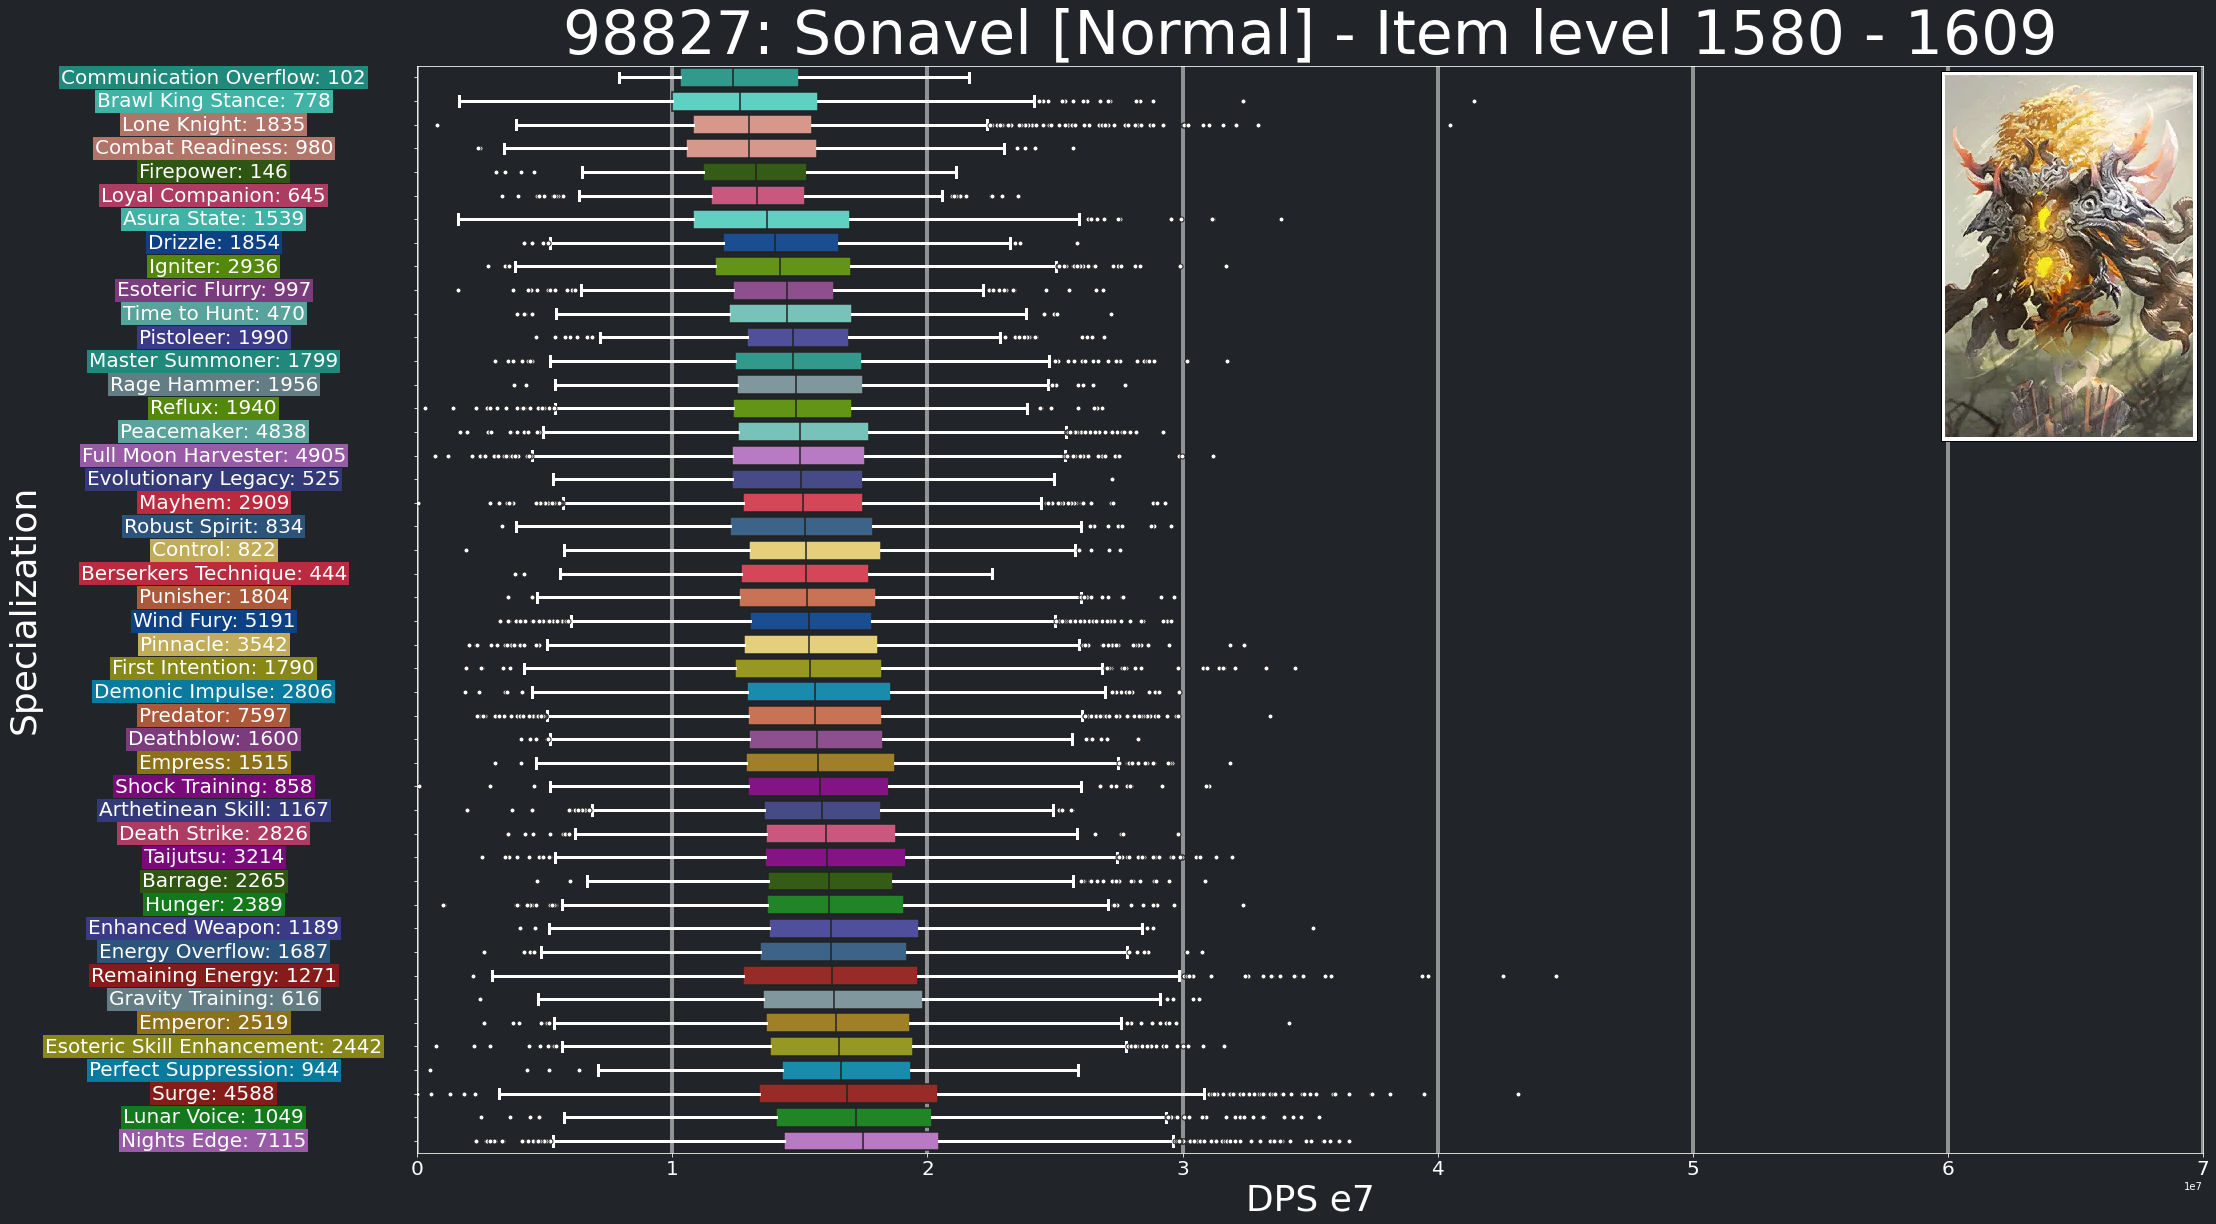 98827: Sonavel [Normal] - Item level 1580 - 1609
Communication Overflow: 102
Brawl King Stance: 778
Lone Knight: 1835
Combat Readiness: 980
Firepower: 146
Loyal Companion: 645
Asura State: 1539
Drizzle: 1854
Igniter: 2936
Esoteric Flurry: 997
Time to Hunt: 470
Pistoleer: 1990
Master Summoner: 1799
Rage Hammer: 1956
Reflux: 1940
Peacemaker: 4838
Full Moon Harvester: 4905
Evolutionary Legacy: 525
Mayhem: 2909
Robust Spirit: 834
Control: 822
Berserkers Technique: 444
Punisher: 1804
Wind Fury: 5191
Pinnacle: 3542
First Intention: 1790
Demonic Impulse: 2806
Predator: 7597
Deathblow: 1600
Empress: 1515
Shock Training: 858
Arthetinean Skill: 1167
Death Strike: 2826
Taijutsu: 3214
Barrage: 2265
Hunger: 2389
Enhanced Weapon: 1189
Energy Overflow: 1687
Remaining Energy: 1271
Gravity Training: 616
Emperor: 2519
Esoteric Skill Enhancement: 2442
Perfect Suppression: 944
Surge: 4588
Lunar Voice: 1049
Nights Edge: 7115
Specialization
0 1 2 3 4 5 6 7
1e7
DPS e7